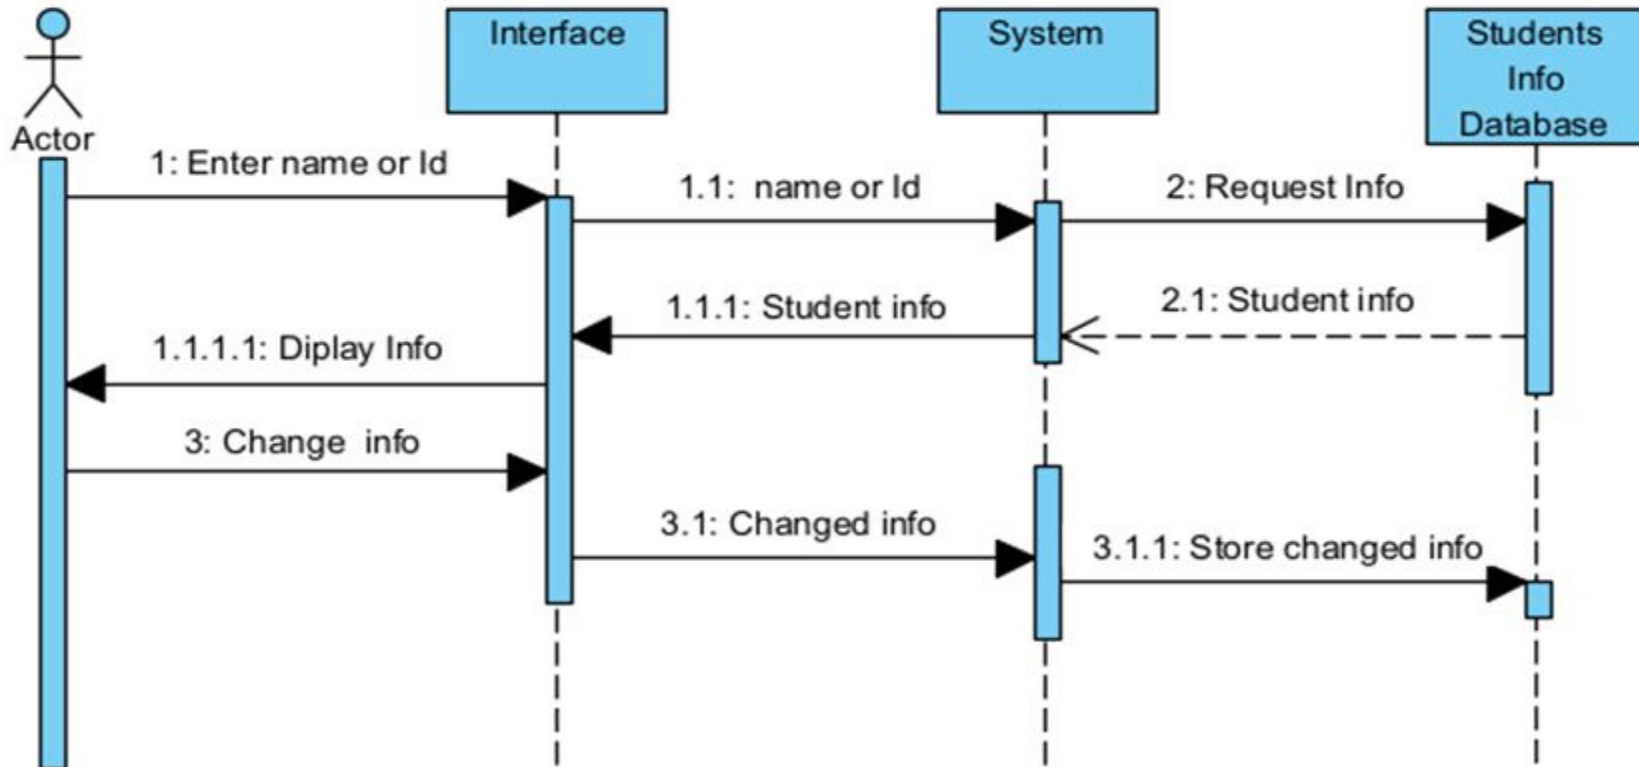 Interface
System
Students
Info
Database
Actor
1: Enter name or Id
1.1:  name or Id
2: Request Info
1.1.1: Student info
2.1: Student info
1.1.1.1: Diplay Info
3: Change  info
3.1: Changed info
3.1.1: Store changed info